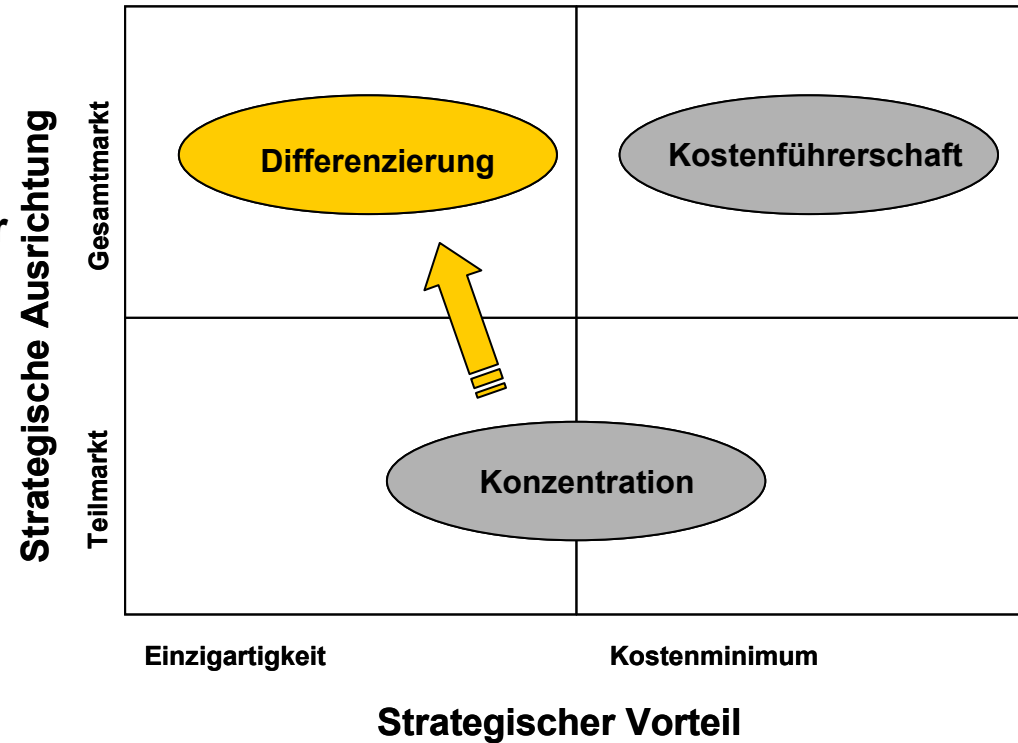 Strategische Ausrichtung
Gesamtmarkt
Teilmarkt
Differenzierung
Kostenführerschaft
Konzentration
Einzigartigkeit
Kostenminimum
Strategischer Vorteil